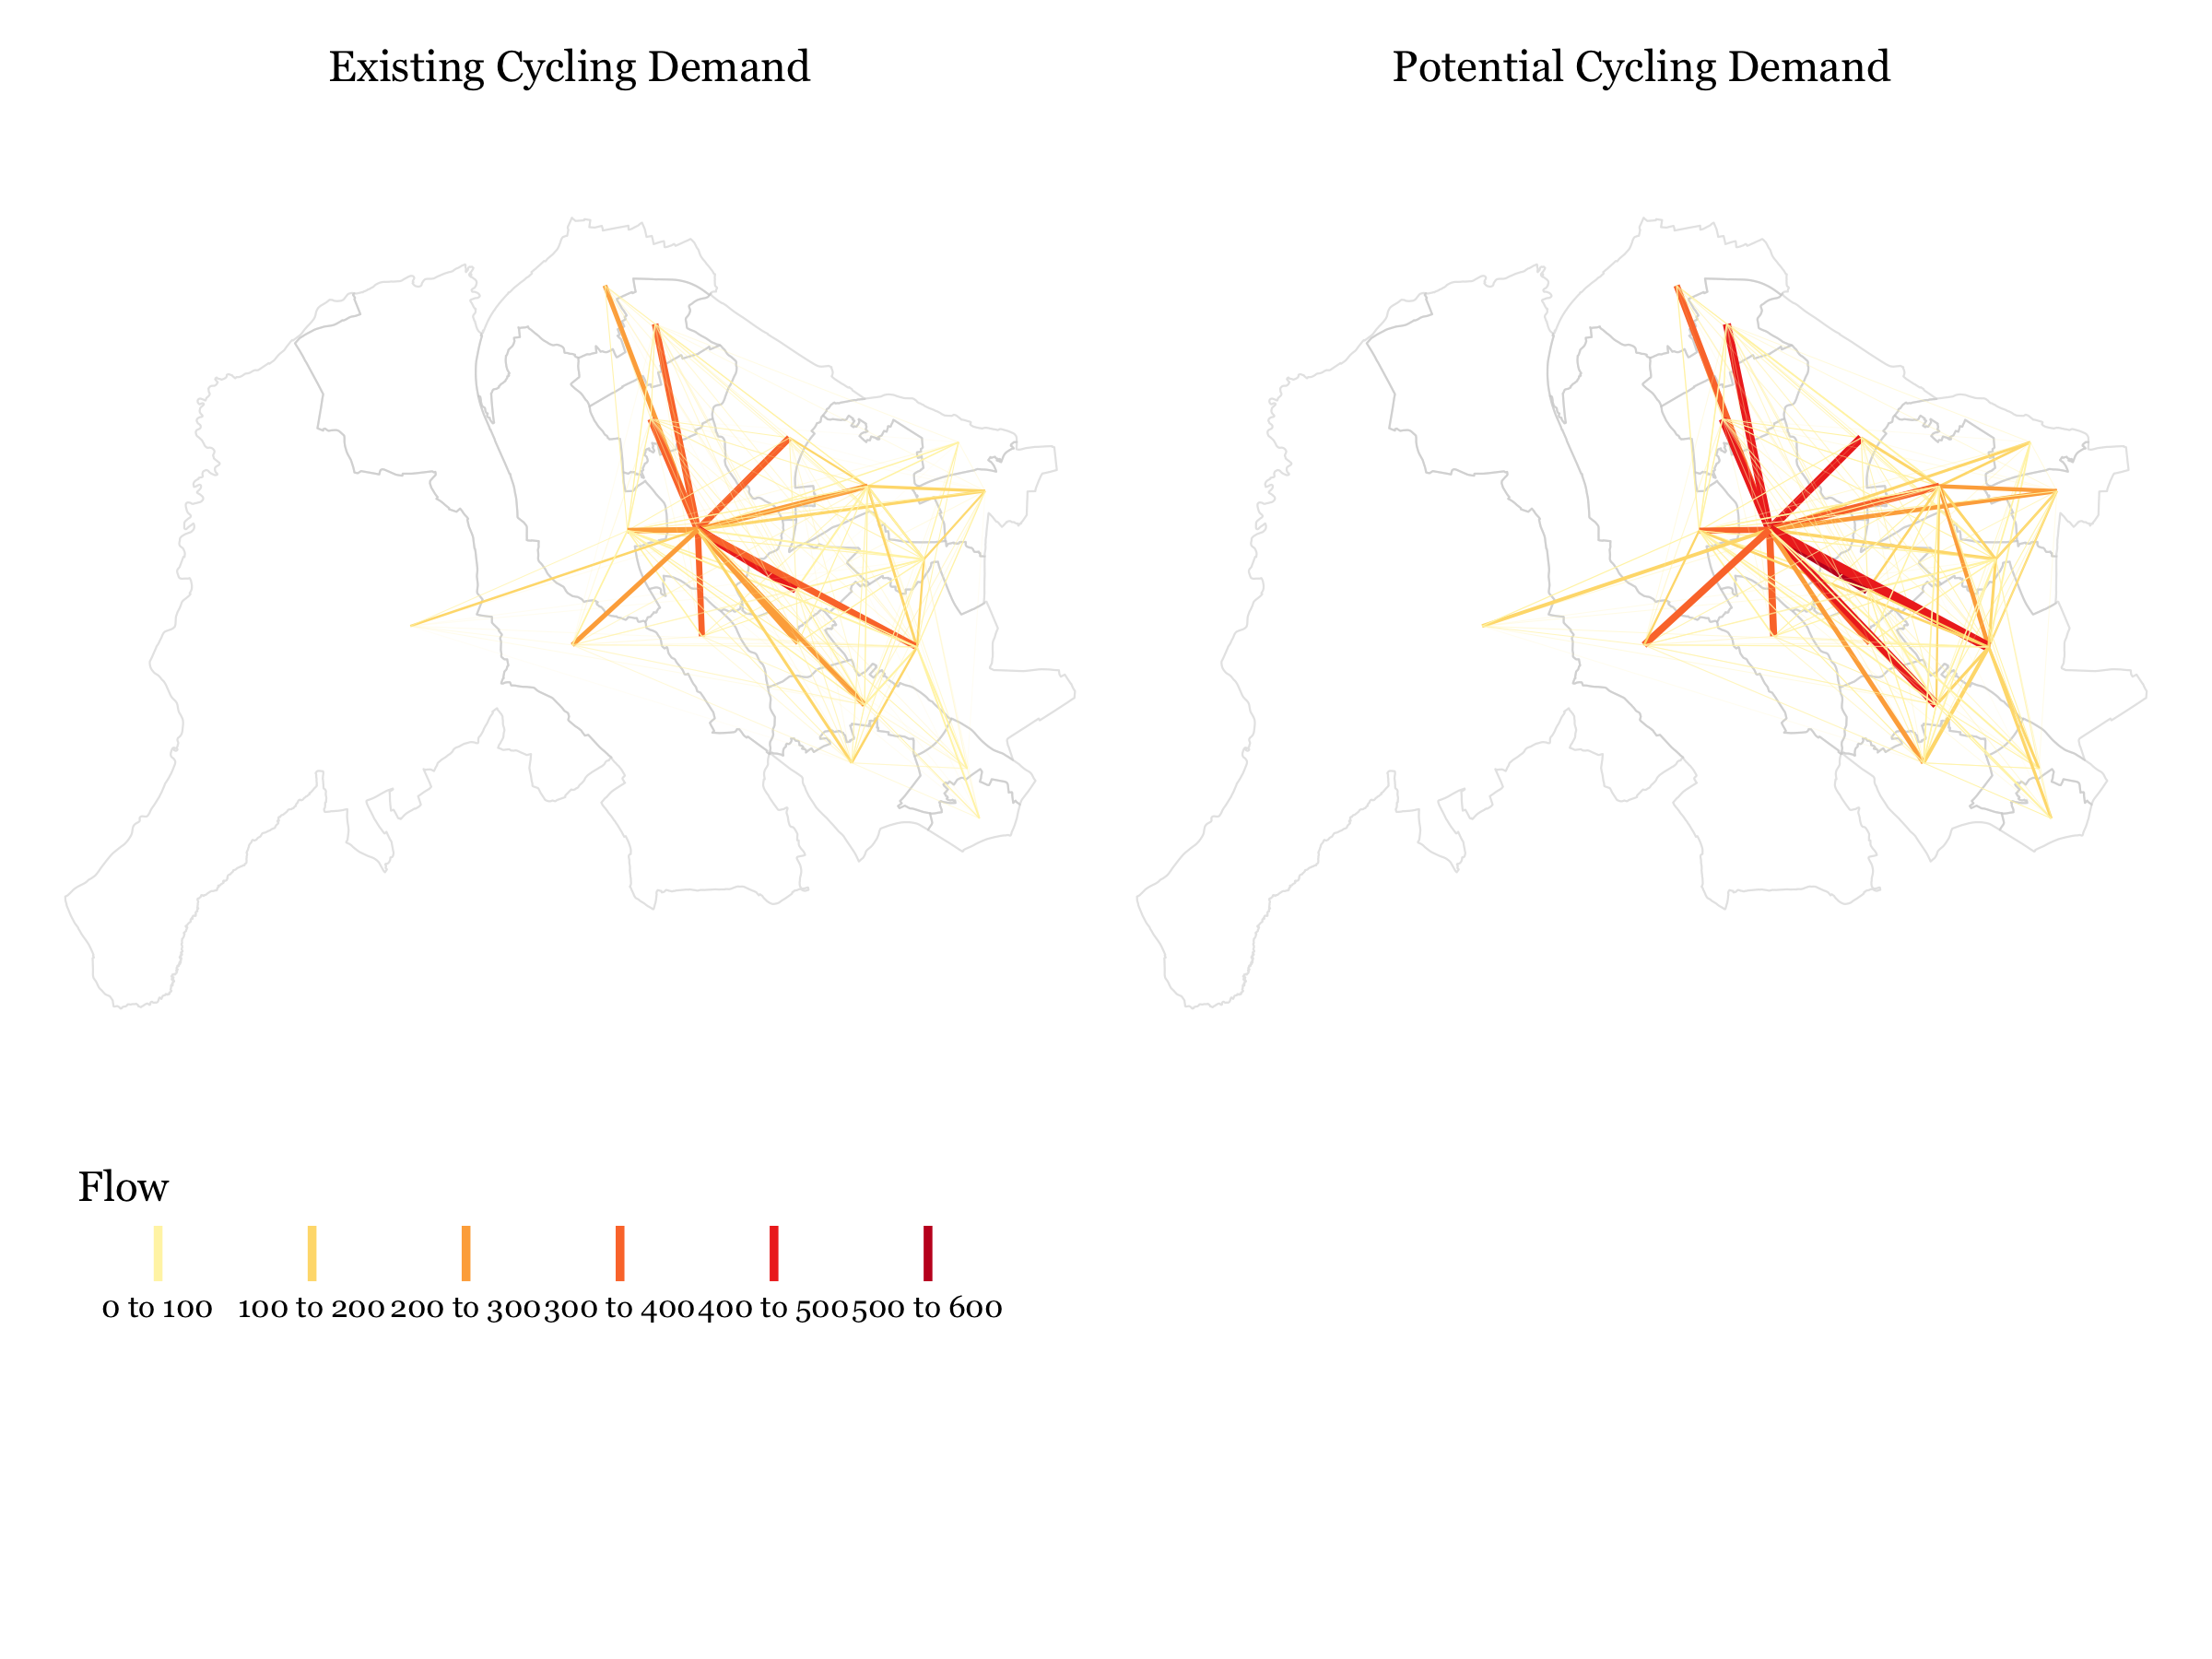 Existing Cycling Demand
Potential Cycling Demand
Flow
0 to 100
100 to 200
200 to 300
300 to 400
400 to 500
500 to 600